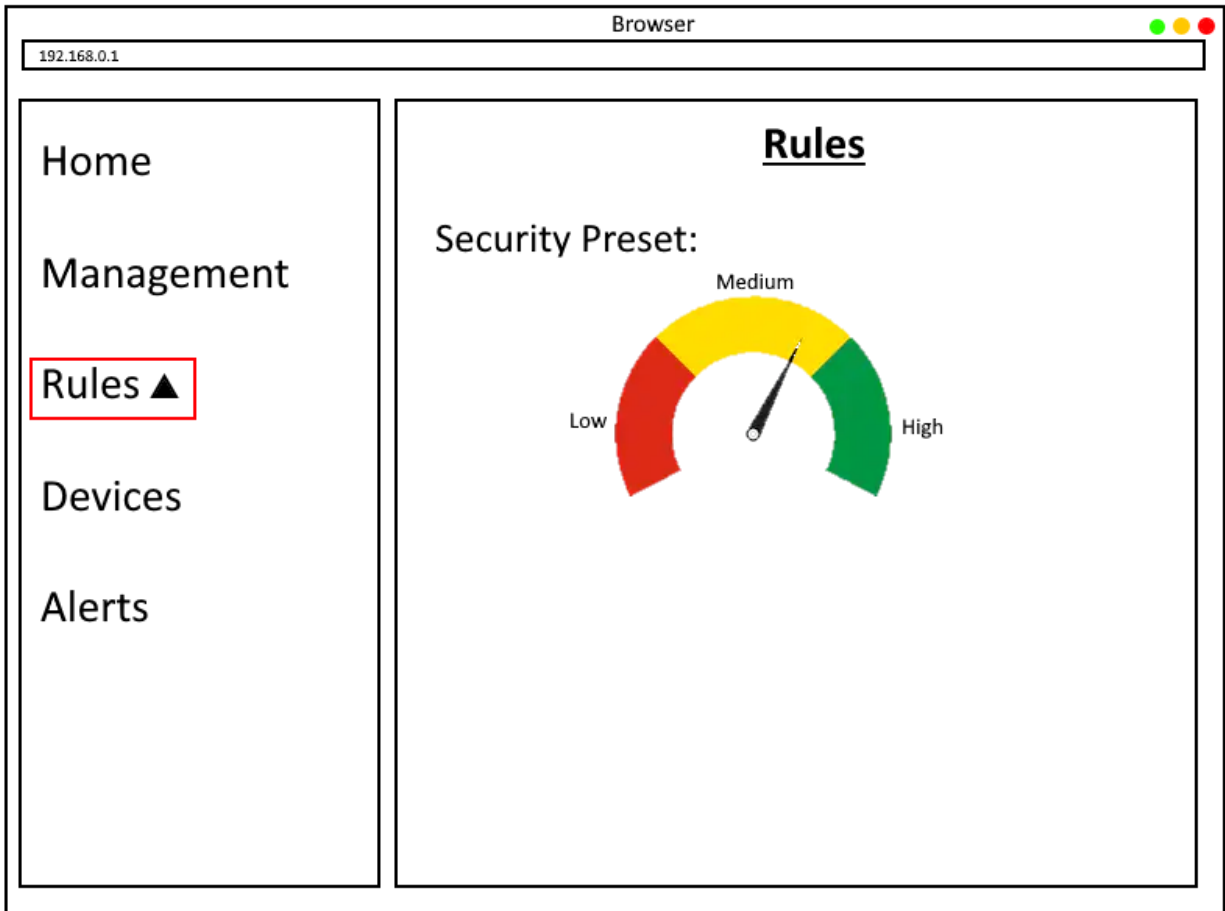 Browser
192.168.0.1
Home
Management
Rules ▲
Devices
Alerts
Rules
Security Preset:
Medium
Low
High